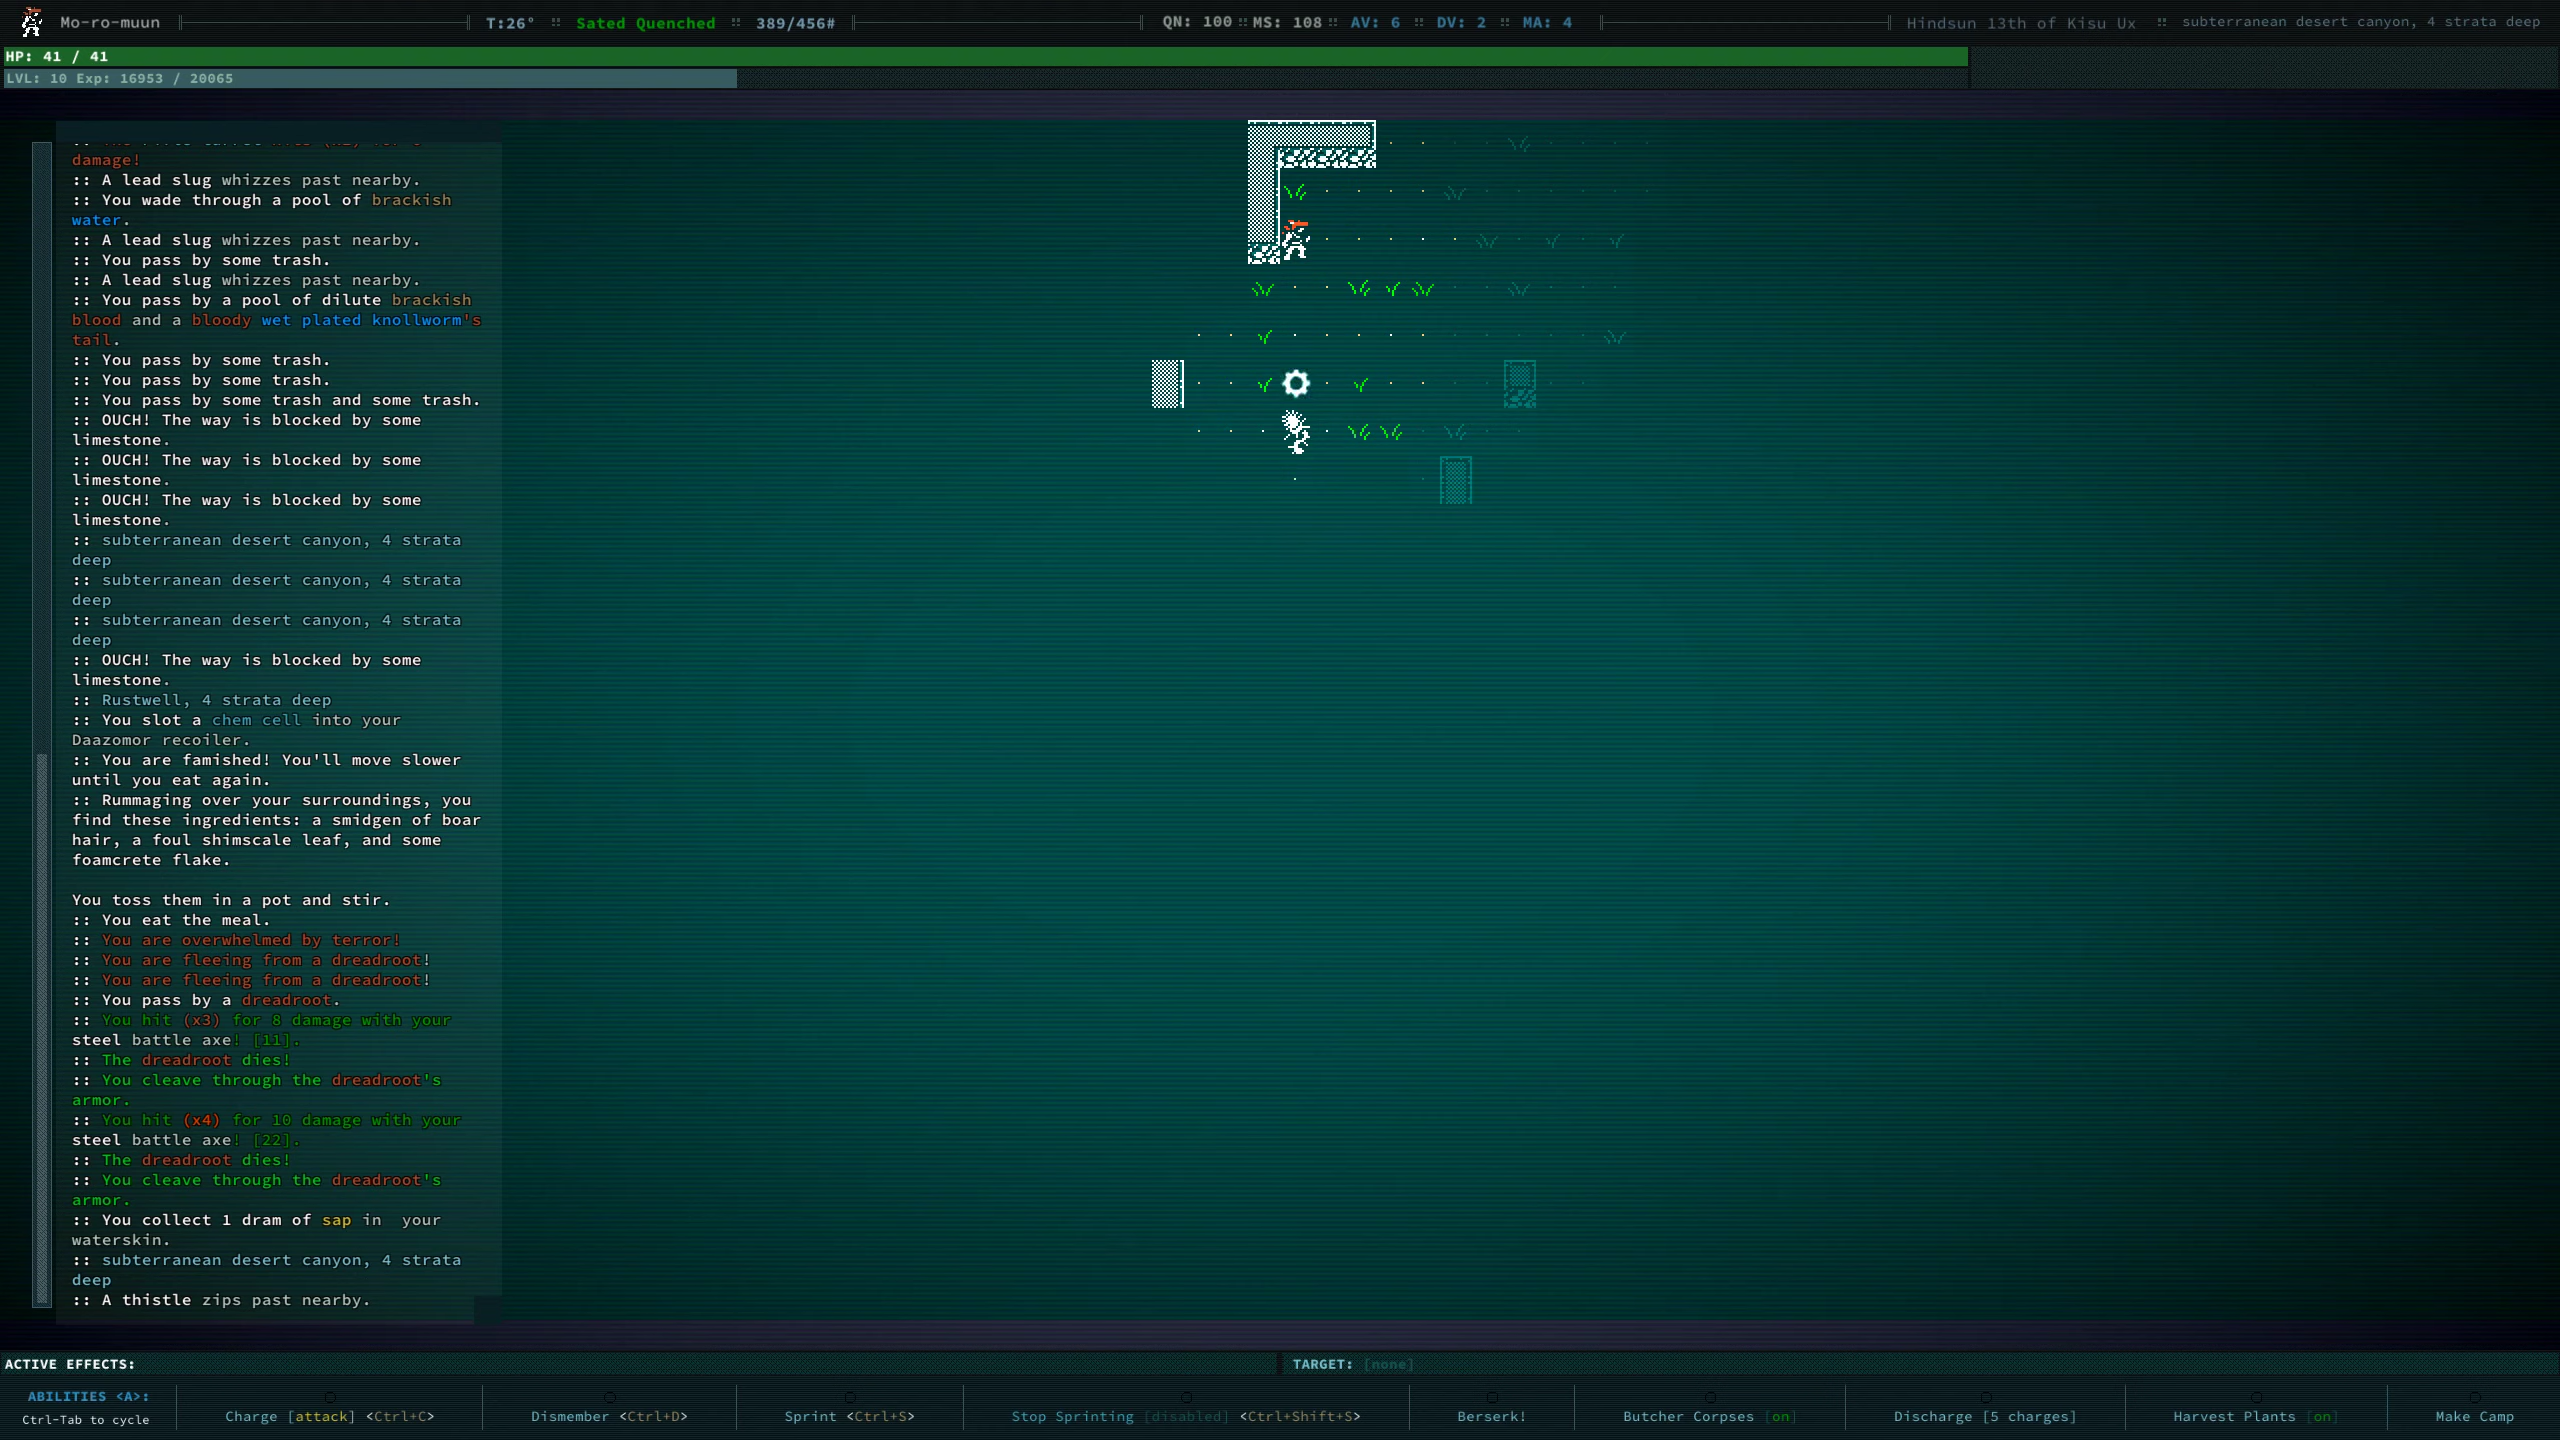 Mo-ro-muun T:26° Sated Quenched 389/456# QN: 100 MS: 108 AV: 6 DV: 2 MA: 4 Hindsun 13th of Kisu Ux subterranean desert canyon, 4 strata deep
HP: 41 / 41
LVL: 10 Exp: 16953 / 20065
damage!
:: A lead slug whizzes past nearby.
:: You wade through a pool of brackish
water.
:: A lead slug whizzes past nearby.
:: You pass by some trash.
:: A lead slug whizzes past nearby.
:: You pass by a pool of dilute brackish
blood and a bloody wet plated knollworm's
tail.
:: You pass by some trash.
:: You pass by some trash.
:: You pass by some trash and some trash.
:: OUCH! The way is blocked by some
limestone.
:: OUCH! The way is blocked by some
limestone.
:: OUCH! The way is blocked by some
limestone.
:: subterranean desert canyon, 4 strata
deep
:: subterranean desert canyon, 4 strata
deep
:: subterranean desert canyon, 4 strata
deep
:: OUCH! The way is blocked by some
limestone.
:: Rustwell, 4 strata deep
:: You slot a chem cell into your
Daazomor recoiler.
:: You are famished! You'll move slower
until you eat again.
:: Rummaging over your surroundings, you
find these ingredients: a smidgen of boar
hair, a foul shimscale leaf, and some
foamcrete flake.
You toss them in a pot and stir.
:: You eat the meal.
:: You are overwhelmed by terror!
:: You are fleeing from a dreadroot!
:: You are fleeing from a dreadroot!
:: You pass by a dreadroot.
:: You hit (x3) for 8 damage with your
steel battle axe! [11].
:: The dreadroot dies!
:: You cleave through the dreadroot's
armor.
:: You hit (x4) for 10 damage with your
steel battle axe! [22].
:: The dreadroot dies!
:: You cleave through the dreadroot's
armor.
:: You collect 1 dram of sap in  your
waterskin.
:: subterranean desert canyon, 4 strata
deep
:: A thistle zips past nearby.
ACTIVE EFFECTS: TARGET: [none]
ABILITIES <A>:
Ctrl-Tab to cycle
Charge [attack] <Ctrl+C> Dismember <Ctrl+D> Sprint <Ctrl+S> Stop Sprinting [disabled] <Ctrl+Shift+S> Berserk! Butcher Corpses [on] Discharge [5 charges] Harvest Plants [on] Make Camp